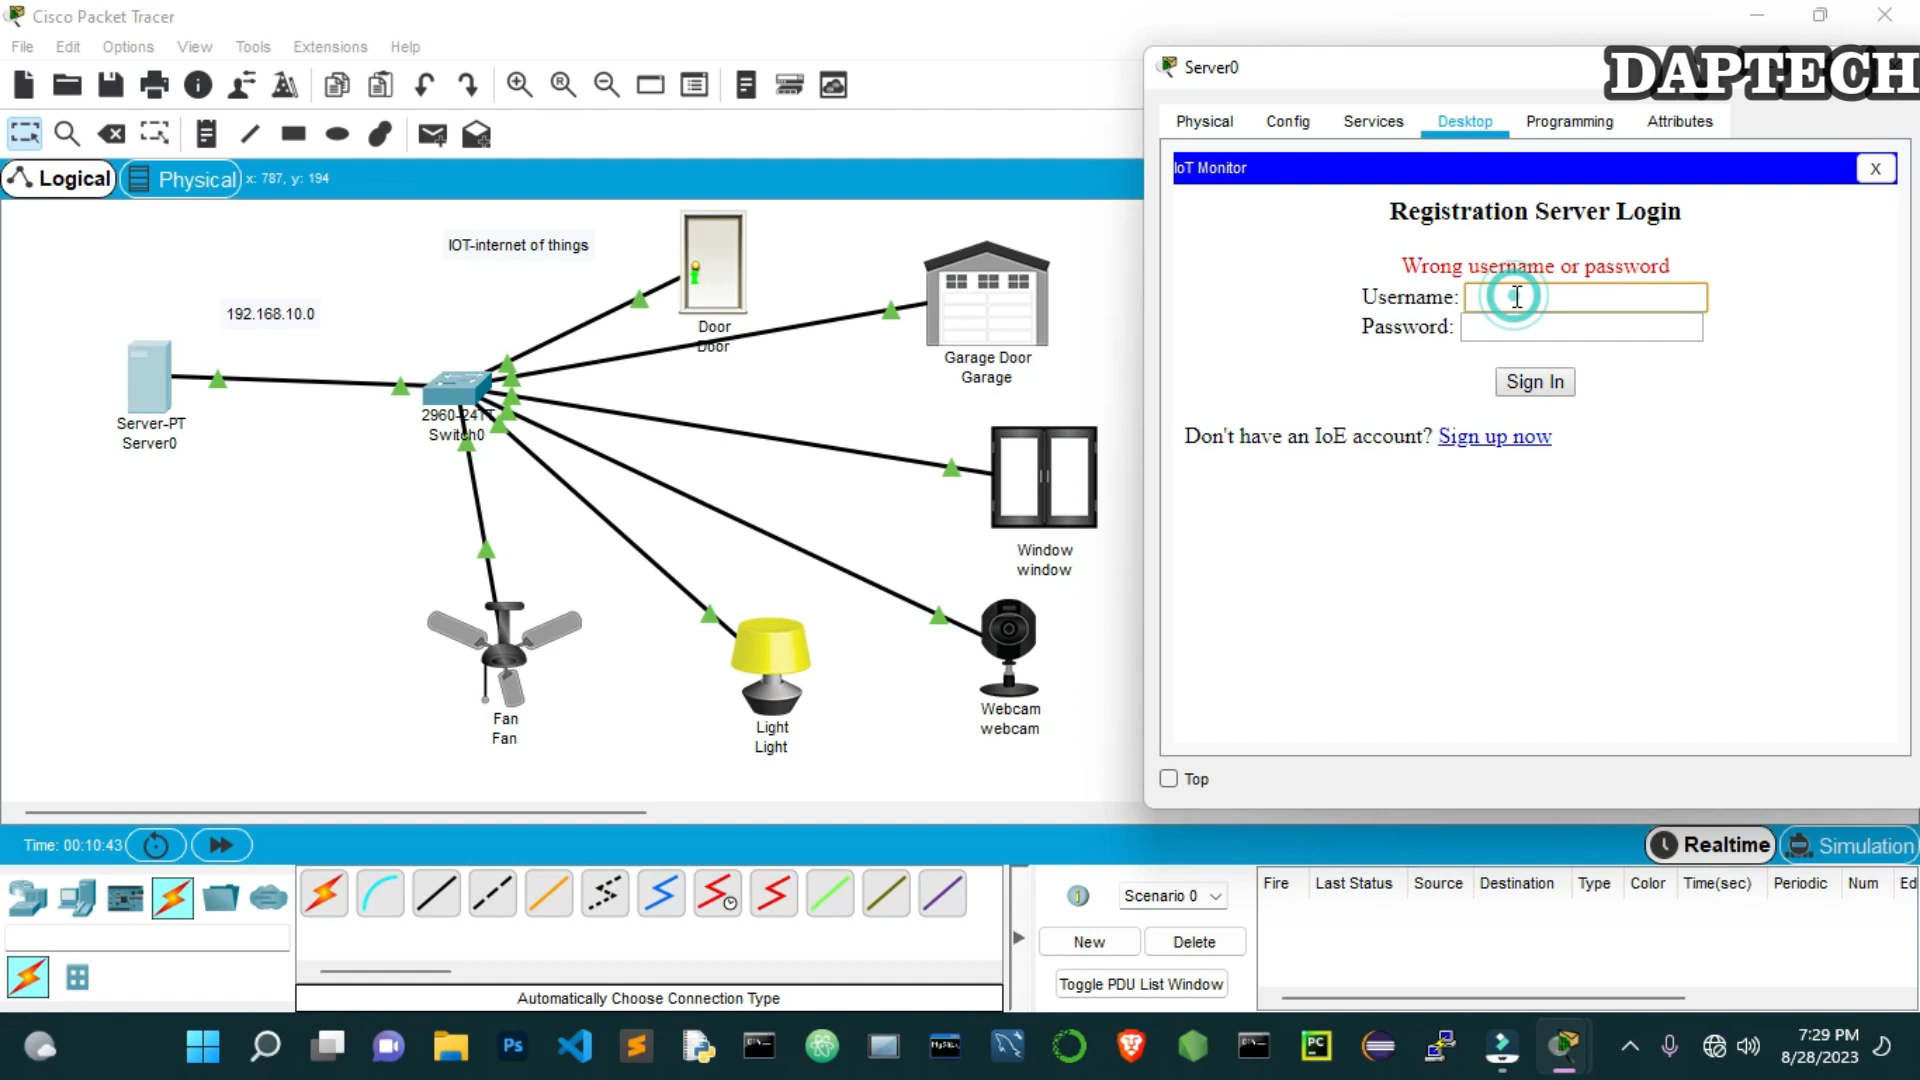 Cisco Packet Tracer
File Edit Options View Tools Extensions Help
Server0
DAPTECH
Physical Config Services Desktop Programming Attributes
Logical Physical x: 787, y: 194
IoT Monitor X
Registration Server Login
Wrong username or password
Username:
Password:
Sign In
Don't have an IoE account? Sign up now
Top
IOT-internet of things
192.168.10.0
Door
Door
Garage Door
Garage
Server-PT
Server0
2960-24TT
Switch0
Window
window
Fan
Fan
Light
Light
Webcam
webcam
Time: 00:10:43
Realtime Simulation
Scenario 0
New Delete
Toggle PDU List Window
Fire Last Status Source Destination Type Color Time(sec) Periodic Num Ed
Automatically Choose Connection Type
7:29 PM
8/28/2023